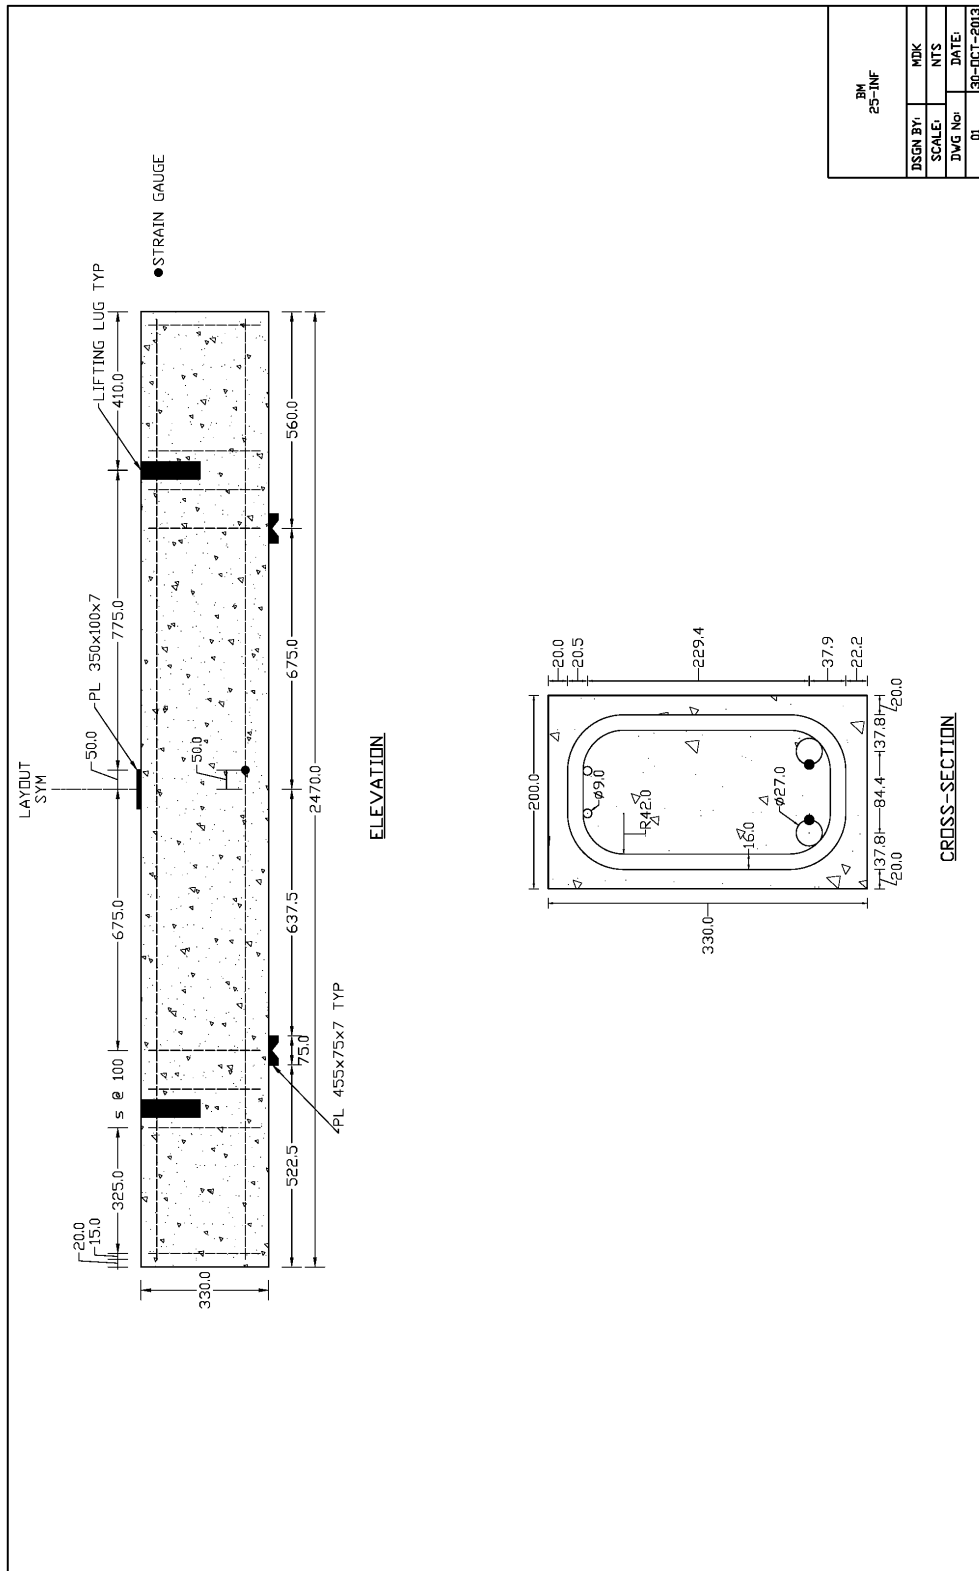 LAYOUT
SYM
LIFTING LUG TYP
PL 350x100x7
STRAIN GAUGE
20.0
15.0
325.0
s @ 100
675.0
50.0
775.0
410.0
330.0
50.0
522.5
75.0
637.5
675.0
560.0
2470.0
PL 455x75x7 TYP
ELEVATION
200.0
20.0
20.5
229.4
37.9
22.2
330.0
ø9.0
R42.0
16.0
ø27.0
20.0
37.8
84.4
37.8
20.0
CROSS-SECTION
BM
25-INF
DSGN BY: MDK
SCALE: NTS
DWG No: DATE:
01 30-OCT-2013